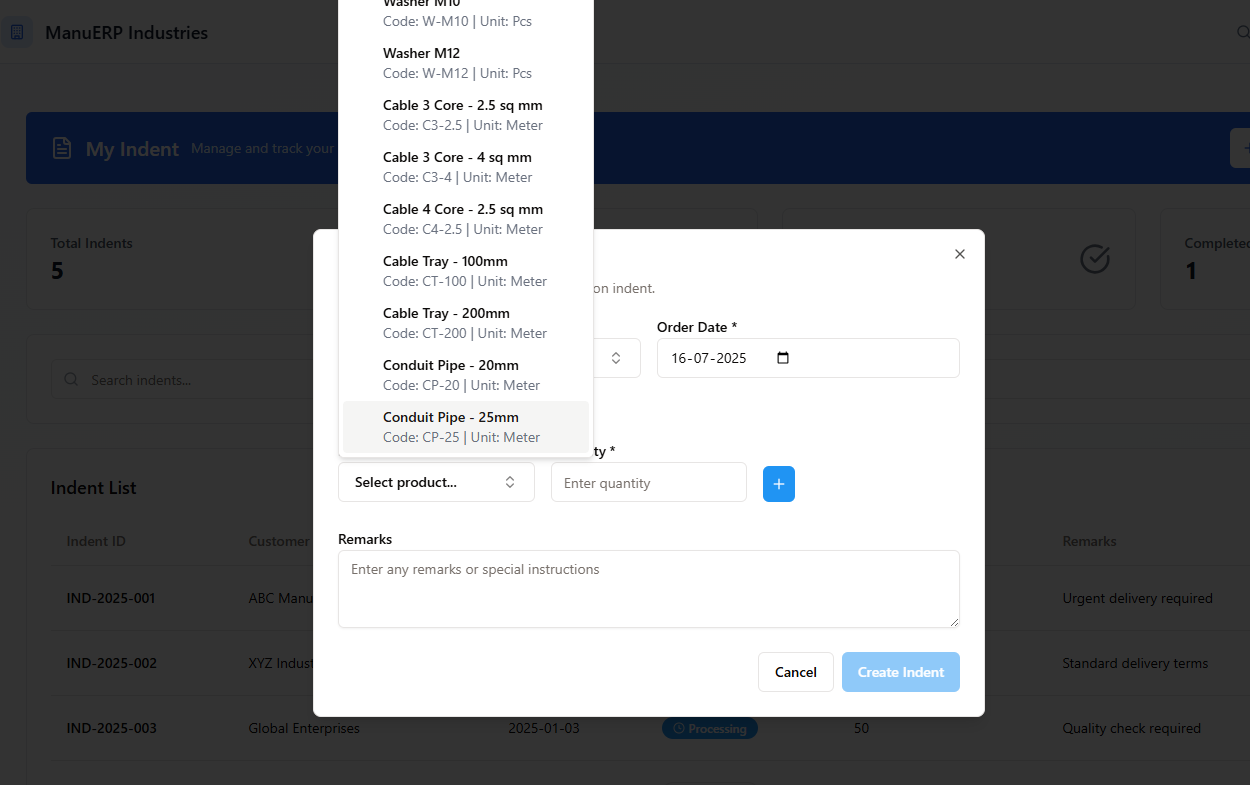 Washer M10
ManuERP Industries
Code: W-M10 | Unit: Pcs
Washer M12
Code: W-M12 | Unit: Pcs
Cable 3 Core - 2.5 sq mm
Code: C3-2.5 | Unit: Meter
My Indent Manage and track your
Cable 3 Core - 4 sq mm
Code: C3-4 | Unit: Meter
Cable 4 Core - 2.5 sq mm
Code: C4-2.5 | Unit: Meter
Total Indents
5
Completed
1
Cable Tray - 100mm
Code: CT-100 | Unit: Meter
on indent.
Cable Tray - 200mm
Code: CT-200 | Unit: Meter
Order Date *
16-07-2025
Conduit Pipe - 20mm
Code: CP-20 | Unit: Meter
Search indents...
Conduit Pipe - 25mm
Code: CP-25 | Unit: Meter
ty *
Select product...
Enter quantity
+
Indent List
Remarks
Enter any remarks or special instructions
Cancel
Create Indent
Indent ID Customer Remarks
IND-2025-001 ABC Manu Urgent delivery required
IND-2025-002 XYZ Indust Standard delivery terms
IND-2025-003 Global Enterprises 2025-01-03 Processing 50 Quality check required